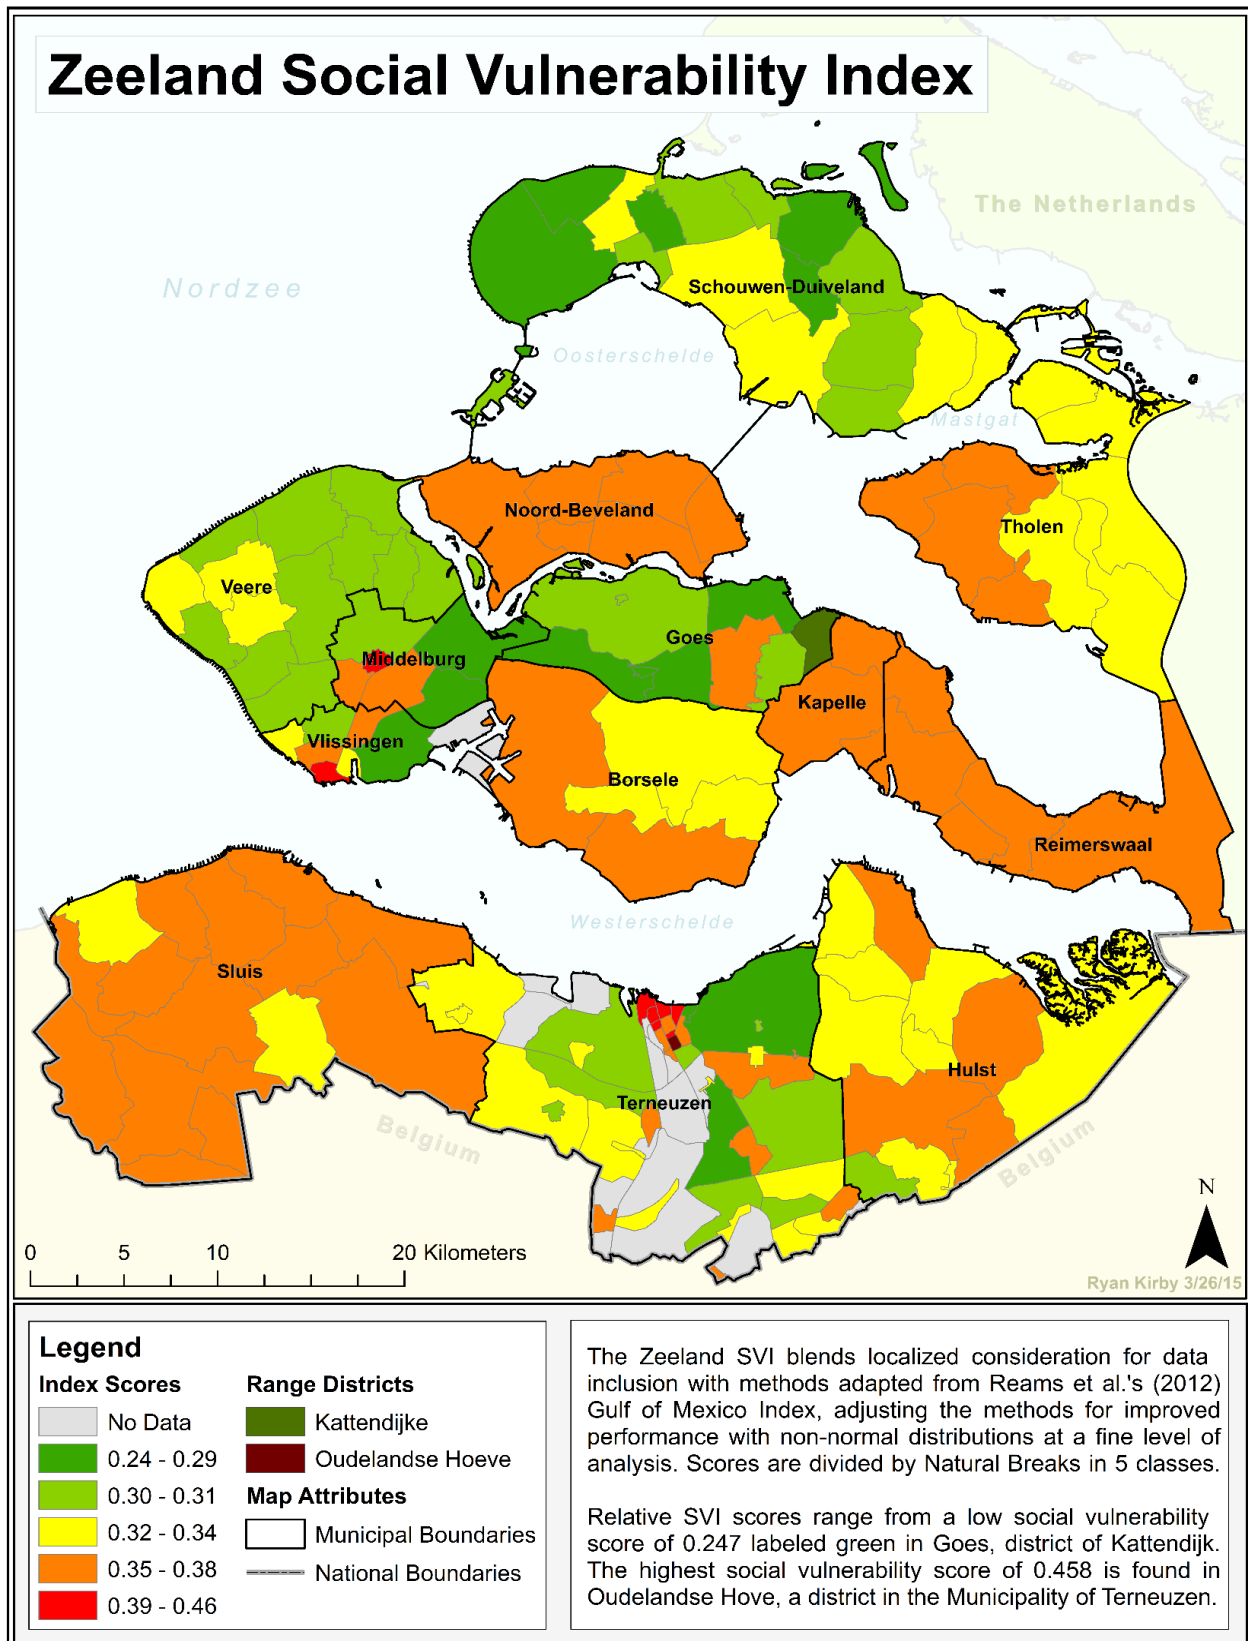 Zeeland Social Vulnerability Index
The Netherlands
Nordzee
Schouwen-Duiveland
Oosterschelde
Mastgat
Noord-Beveland
Tholen
Veere
Goes
Middelburg
Kapelle
Vlissingen
Borsele
Reimerswaal
Westerschelde
Sluis
Hulst
Terneuzen
Belgium
Belgium
N
0 5 10 20 Kilometers
Ryan Kirby 3/26/15
Legend
Index Scores
No Data
0.24 - 0.29
0.30 - 0.31
0.32 - 0.34
0.35 - 0.38
0.39 - 0.46
Range Districts
Kattendijke
Oudelandse Hoeve
Map Attributes
Municipal Boundaries
National Boundaries
The Zeeland SVI blends localized consideration for data
inclusion with methods adapted from Reams et al.'s (2012)
Gulf of Mexico Index, adjusting the methods for improved
performance with non-normal distributions at a fine level of
analysis. Scores are divided by Natural Breaks in 5 classes.
Relative SVI scores range from a low social vulnerability
score of 0.247 labeled green in Goes, district of Kattendijk.
The highest social vulnerability score of 0.458 is found in
Oudelandse Hove, a district in the Municipality of Terneuzen.